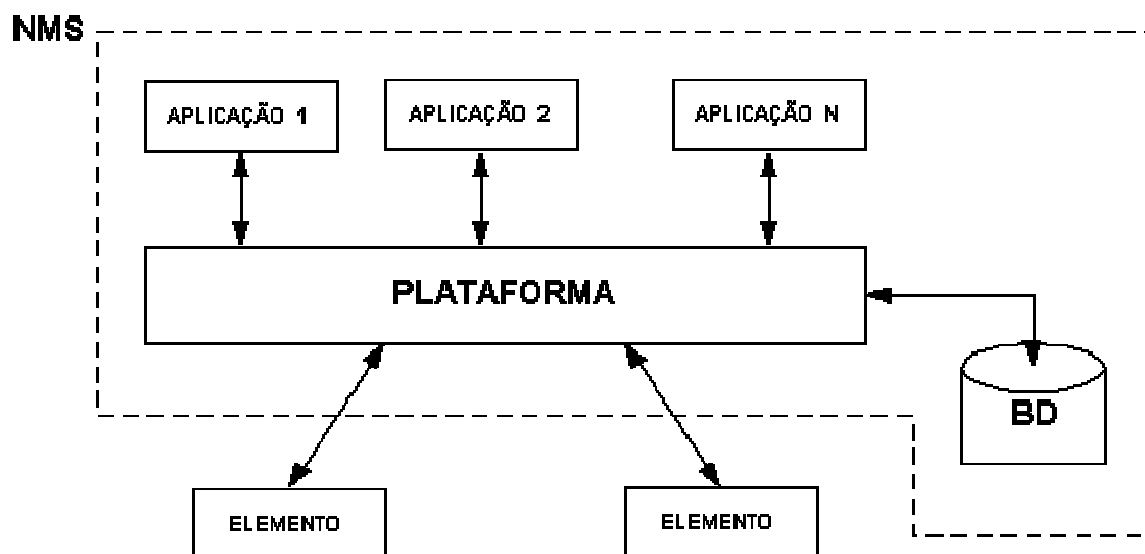 NMS
APLICAÇÃO 1
APLICAÇÃO 2
APLICAÇÃO N
PLATAFORMA
BD
ELEMENTO
ELEMENTO